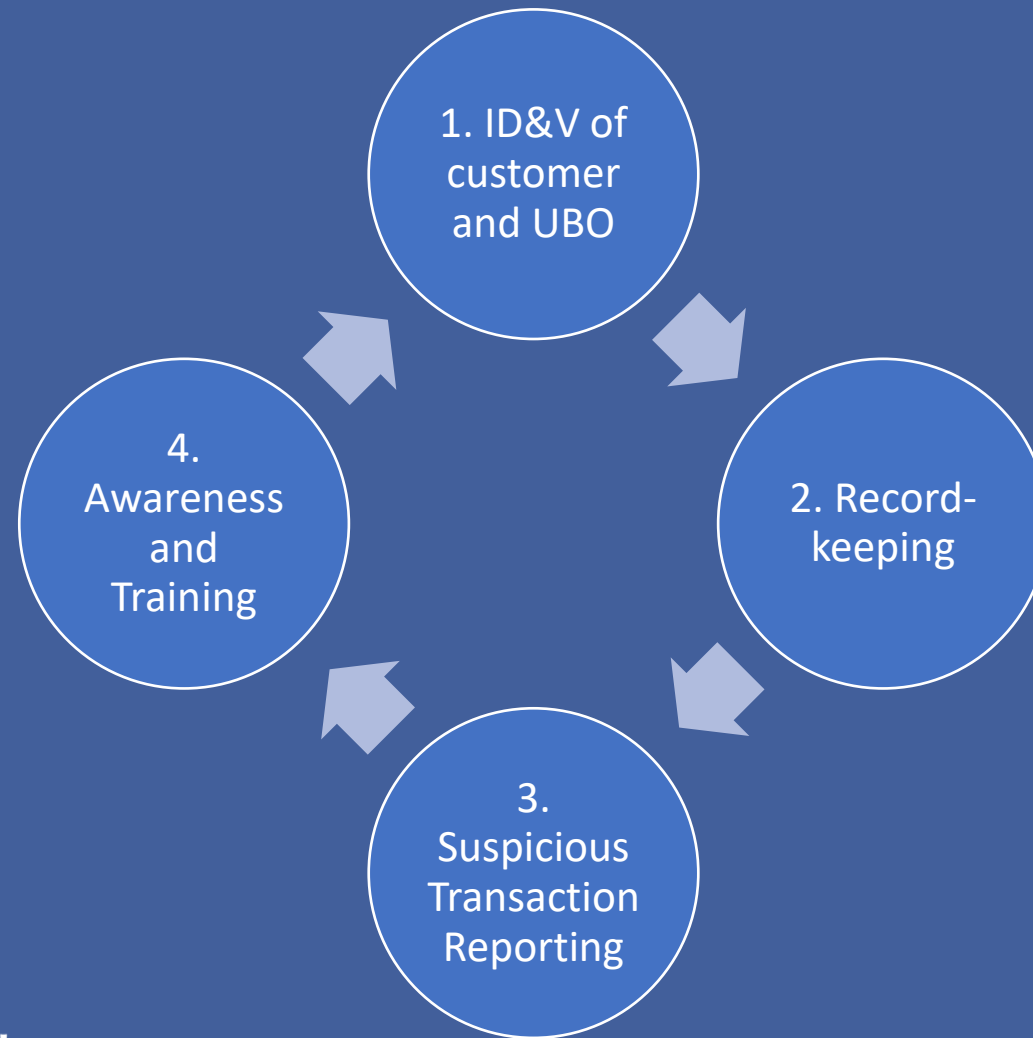 1. ID&V of
customer
and UBO
2. Record-
keeping
3.
Suspicious
Transaction
Reporting
4.
Awareness
and
Training